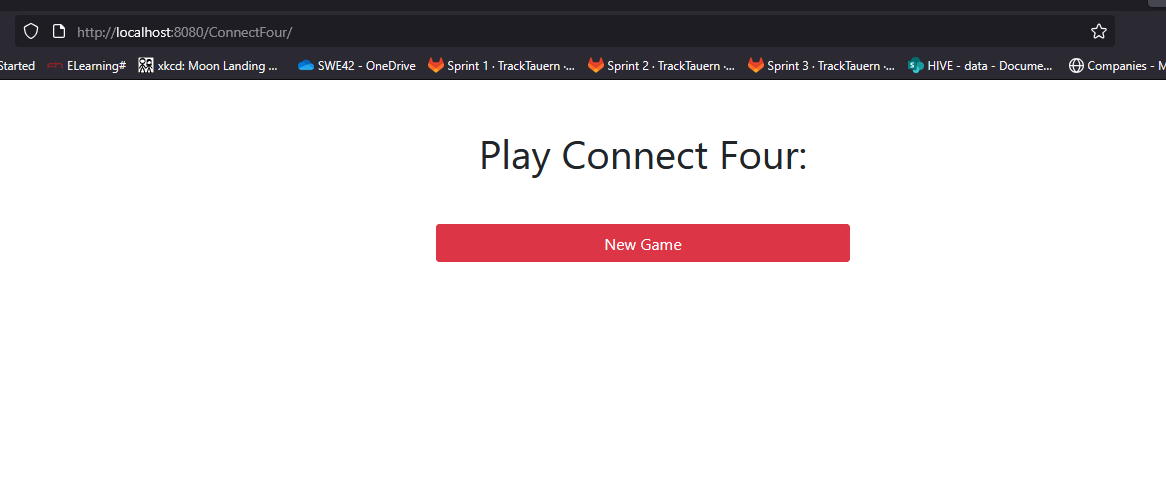 http://localhost:8080/ConnectFour/
Started ELearning# xkcd: Moon Landing ... SWE42 - OneDrive Sprint 1 · TrackTauern ·... Sprint 2 · TrackTauern ·... Sprint 3 · TrackTauern ·... HIVE - data - Docume... Companies - M
Play Connect Four:
New Game